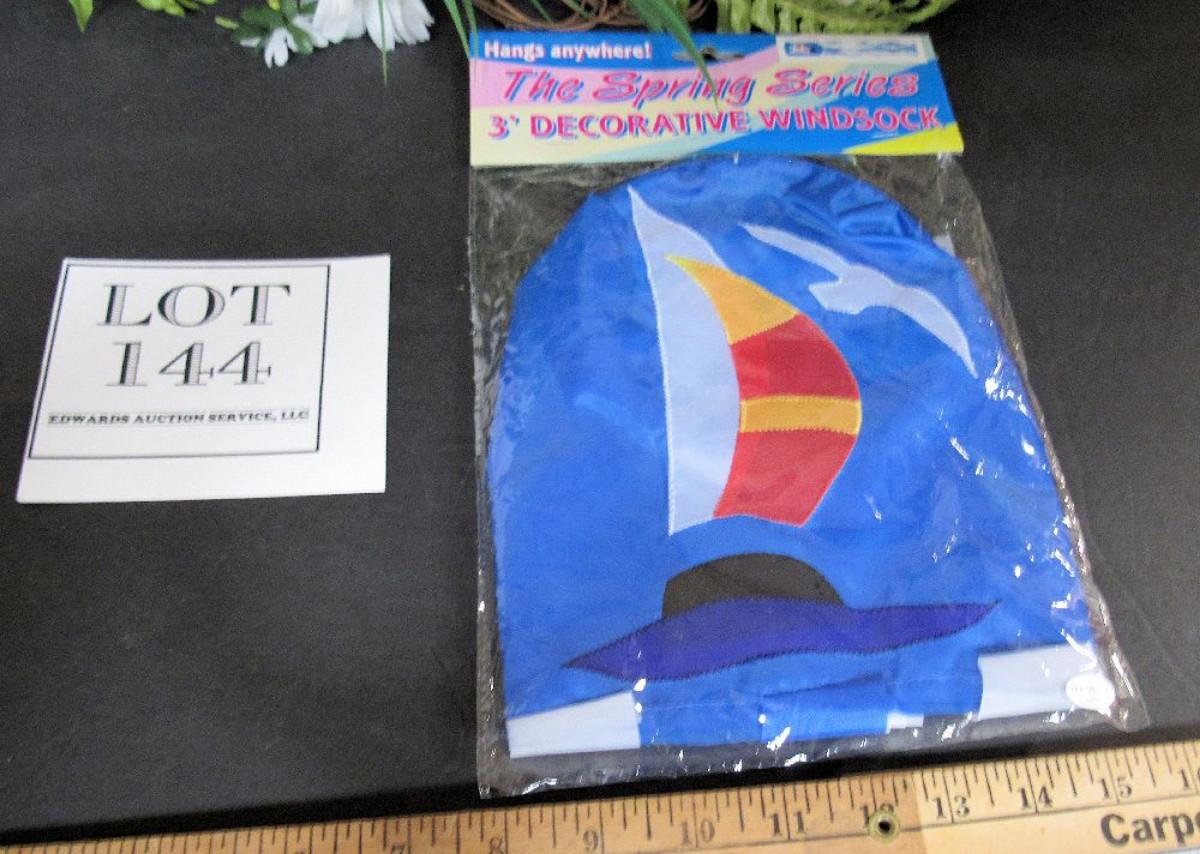 Hangs anywhere!
The Spring Series
3' DECORATIVE WINDSOCK
LOT
144
EDWARDS AUCTION SERVICE, LLC
7 8 9 10 11 12 13 14 15
Carpe